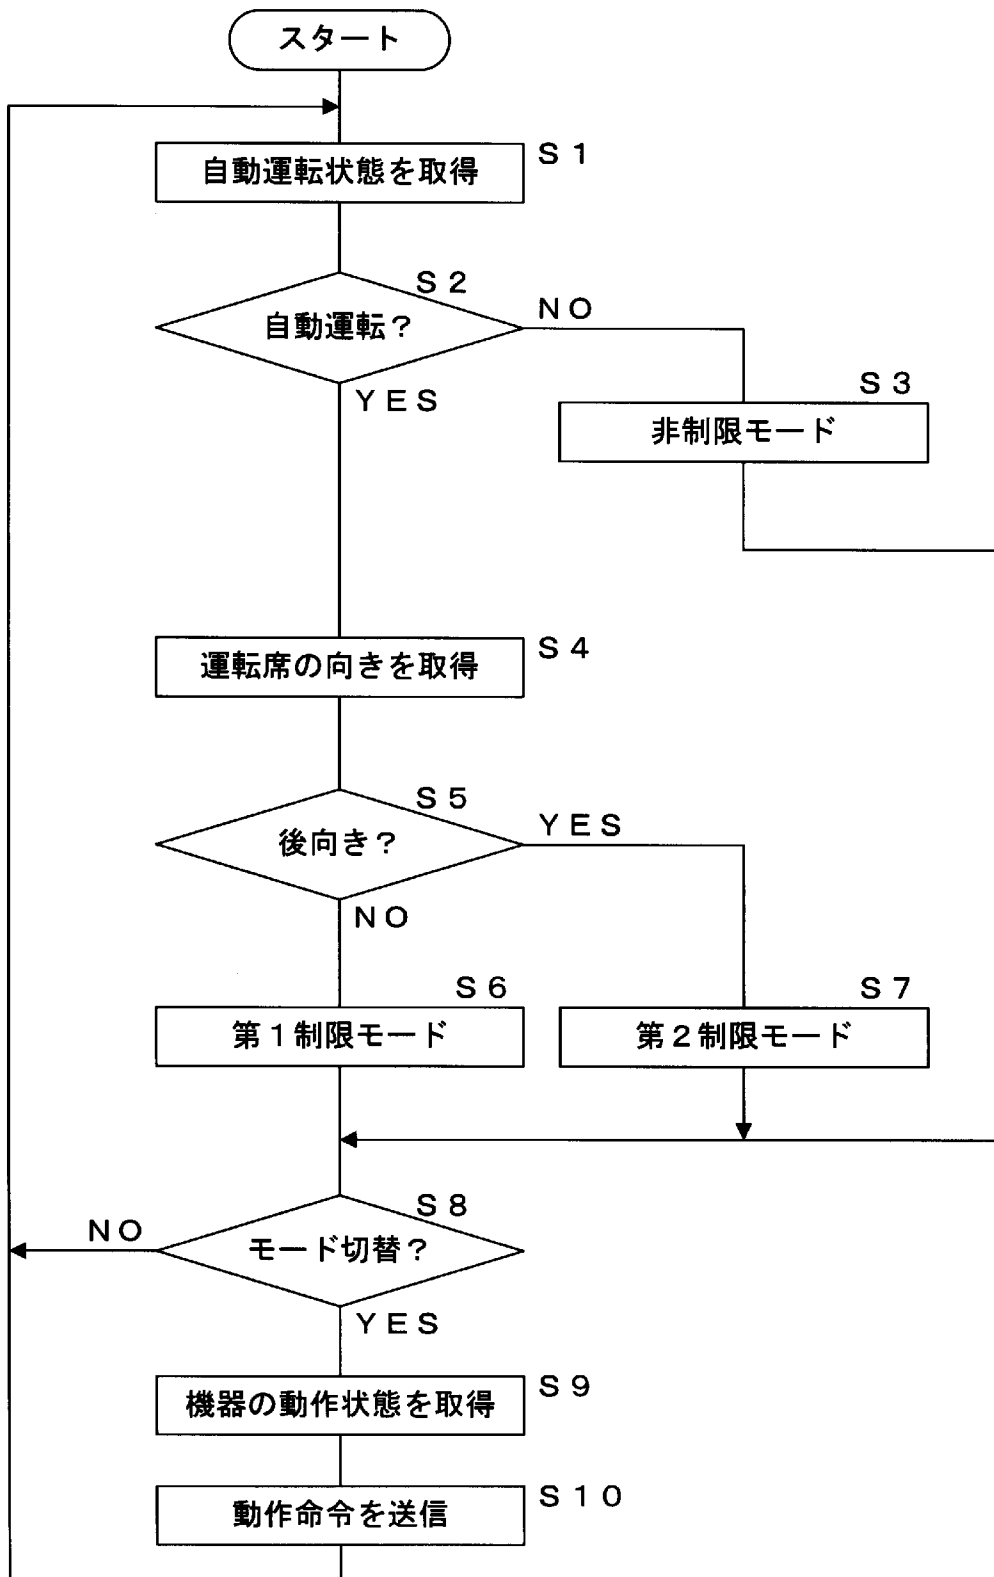 スタート
自動運転状態を取得
S1
S2
自動運転？
NO
YES
S3
非制限モード
運転席の向きを取得
S4
S5
後向き？
YES
NO
S6
第1制限モード
S7
第2制限モード
S8
モード切替？
NO
YES
機器の動作状態を取得
S9
動作命令を送信
S10